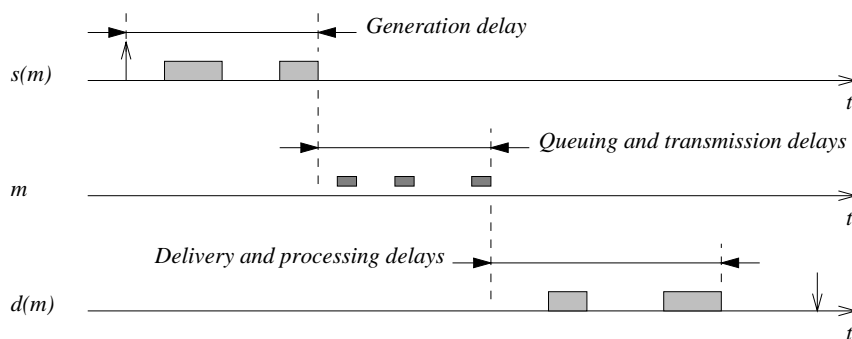 Generation delay
s(m)
t
Queuing and transmission delays
m
t
Delivery and processing delays
d(m)
t